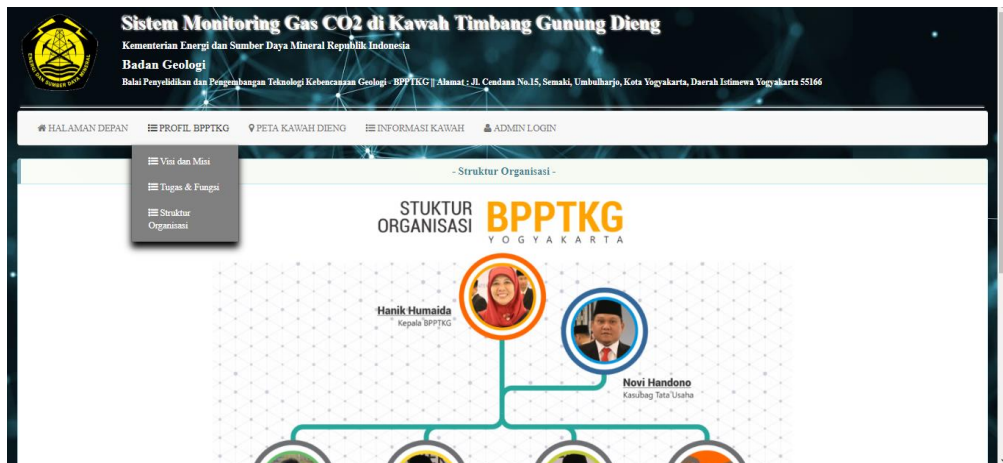 Sistem Monitoring Gas CO2 di Kawah Timbang Gunung Dieng
Kementerian Energi dan Sumber Daya Mineral Republik Indonesia
Badan Geologi
Balai Penyelidikan dan Pengembangan Teknologi Kebencanaan Geologi - BPPTKG || Alamat : Jl. Cendana No.15, Semaki, Umbulharjo, Kota Yogyakarta, Daerah Istimewa Yogyakarta 55166
HALAMAN DEPAN PROFIL BPPTKG PETA KAWAH DIENG INFORMASI KAWAH ADMIN LOGIN
Visi dan Misi
Tugas & Fungsi
Struktur
Organisasi
- Struktur Organisasi -
STUKTUR
ORGANISASI
BPPTKG
YOGYAKARTA
Hanik Humaida
Kepala BPPTKG
Novi Handono
Kasubag Tata Usaha